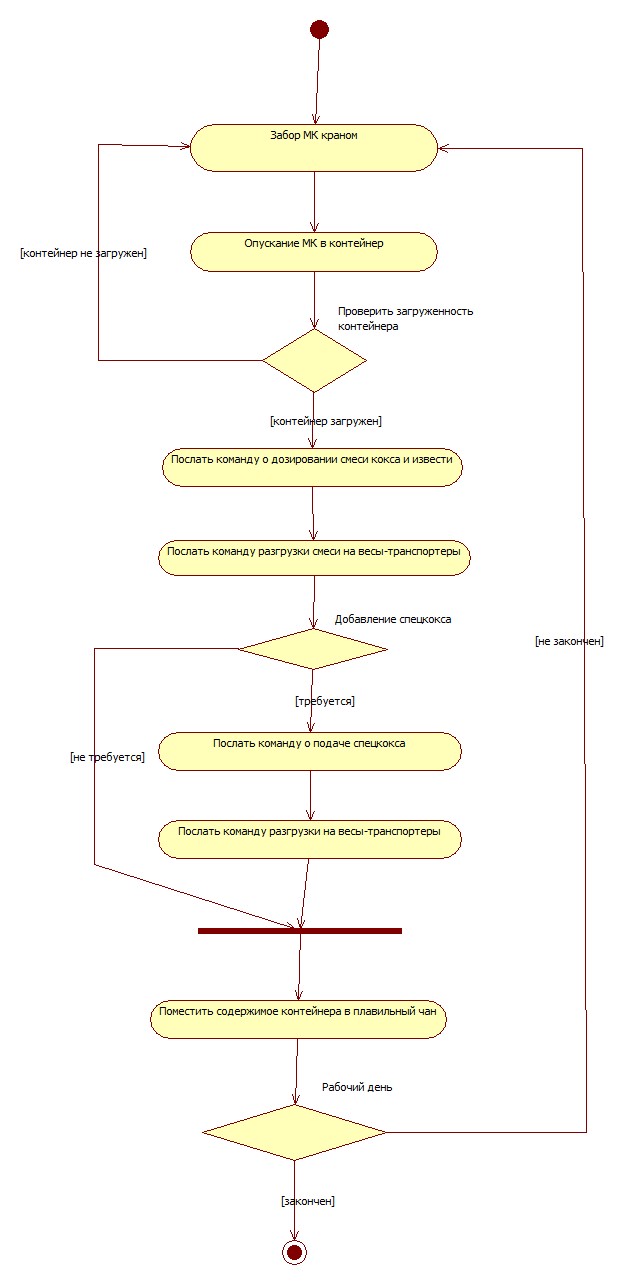 Забор МК краном
[контейнер не загружен]
Опускание МК в контейнер
Проверить загруженность
контейнера
[контейнер загружен]
Послать команду о дозировании смеси кокса и извести
Послать команду разгрузки смеси на весы-транспортеры
Добавление спецкокса
[не закончен]
[требуется]
Послать команду о подаче спецкокса
[не требуется]
Послать команду разгрузки на весы-транспортеры
Поместить содержимое контейнера в плавильный чан
Рабочий день
[закончен]